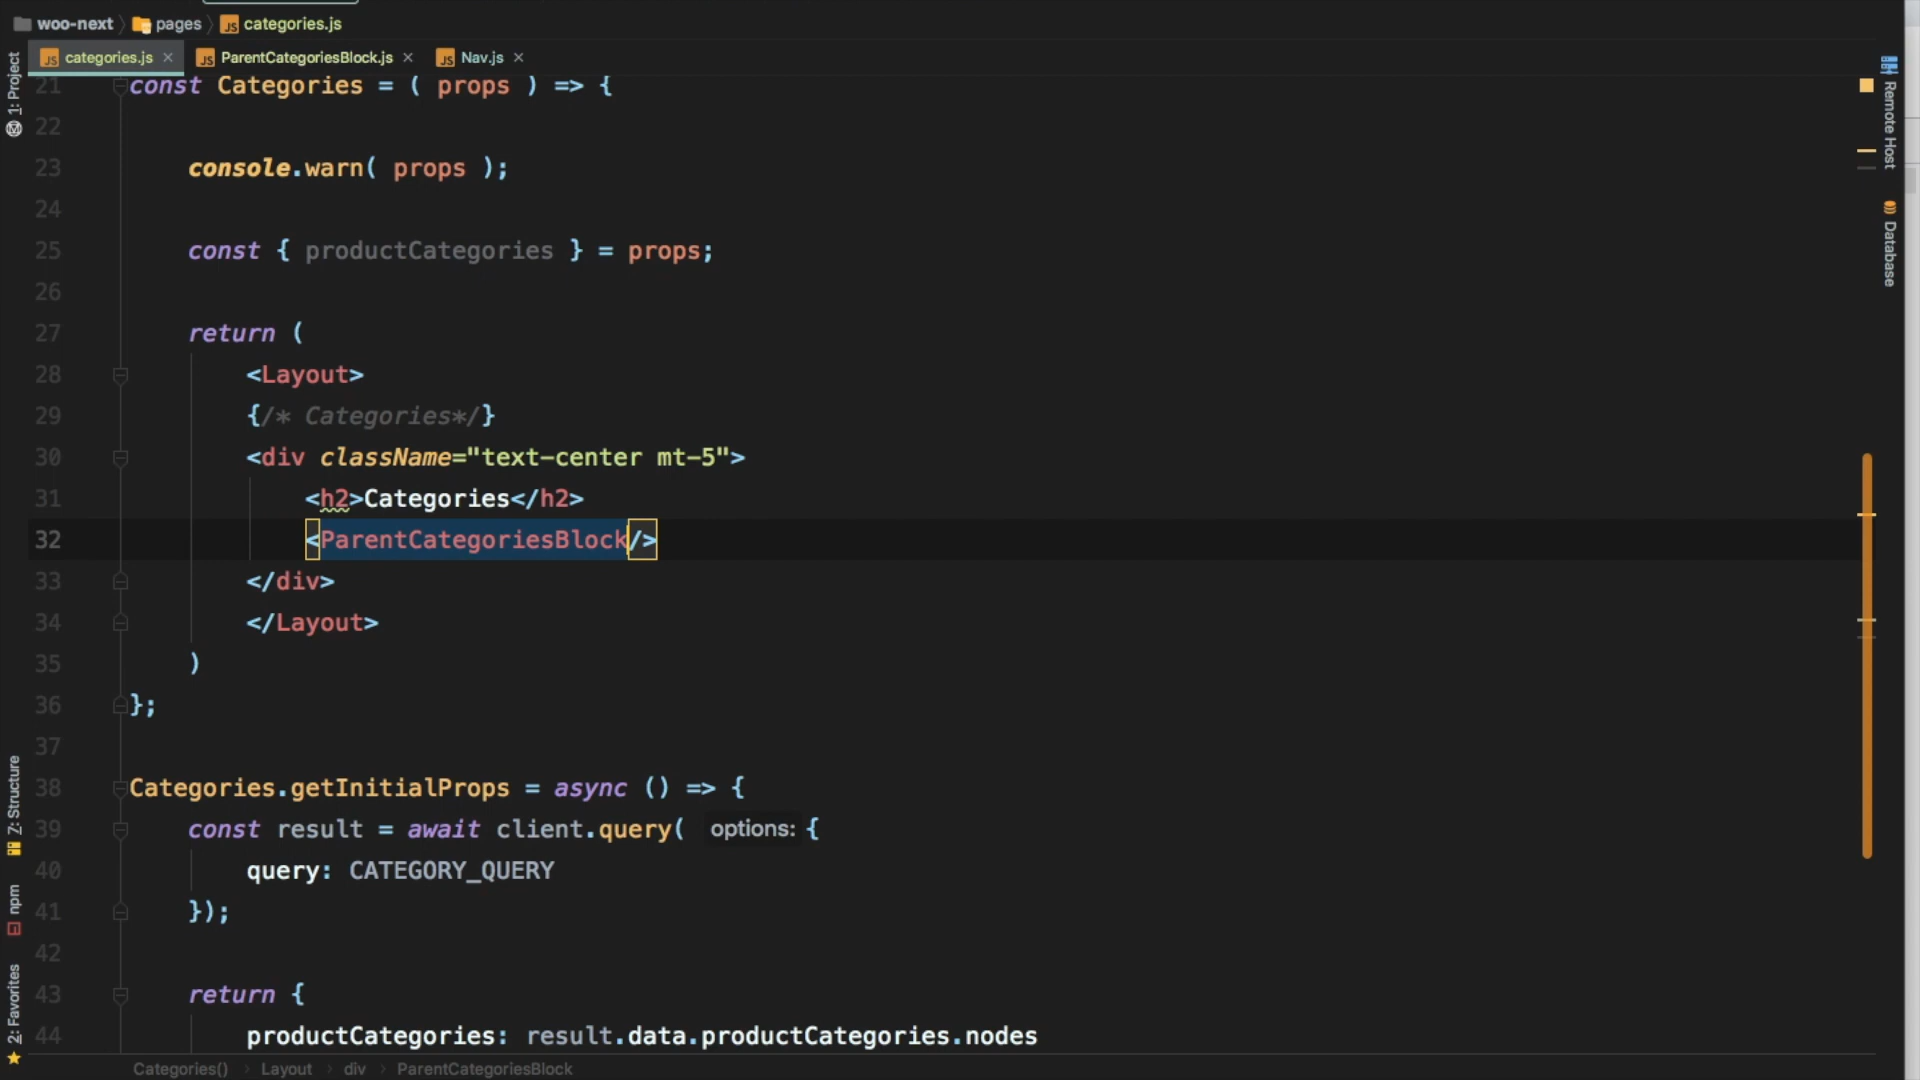 woo-next pages categories.js
categories.js ParentCategoriesBlock.js Nav.js
1: Project
Remote Host
Database
21 const Categories = ( props ) => {
22
23 console.warn( props );
24
25 const { productCategories } = props;
26
27 return (
28 <Layout>
29 {/* Categories*/}
30 <div className="text-center mt-5">
31 <h2>Categories</h2>
32 <ParentCategoriesBlock/>
33 </div>
34 </Layout>
35 )
36 };
37
38 Categories.getInitialProps = async () => {
39 const result = await client.query( options: {
40 query: CATEGORY_QUERY
41 });
42
43 return {
44 productCategories: result.data.productCategories.nodes
Z: Structure
npm
2: Favorites
Categories() Layout div ParentCategoriesBlock